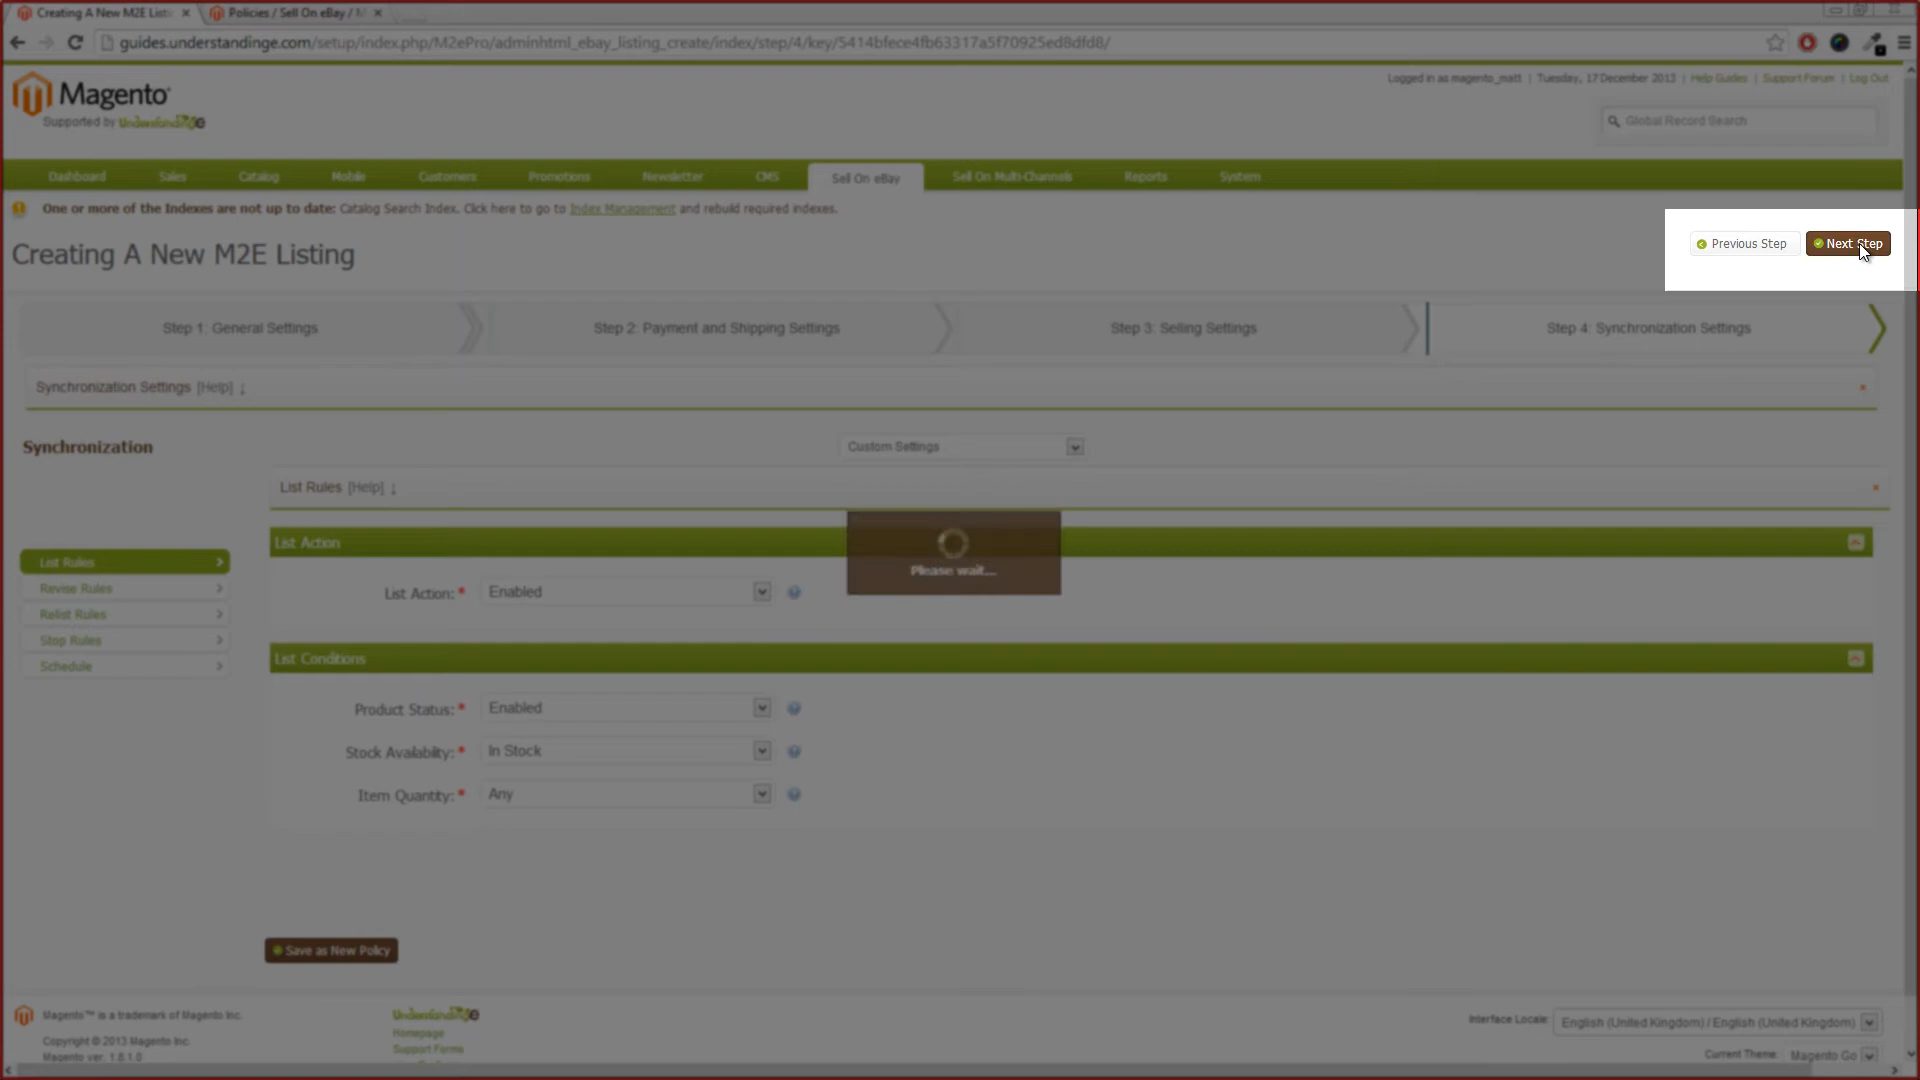 Creating A New M2E List
Policies / Sell On eBay / M
guides.understandinge.com/setup/index.php/M2ePro/adminhtml_ebay_listing_create/index/step/4/key/5414bfece4fb63317a5f70925ed8dfd8/
Magento
Supported by Understandinge
Logged in as magento_matt | Tuesday, 17 December 2013 | Help Guides | Support Forum | Log Out
Global Record Search
Dashboard Sales Catalog Mobile Customers Promotions Newsletter CMS Sell On eBay Sell On Multi-Channels Reports System
One or more of the Indexes are not up to date: Catalog Search Index. Click here to go to Index Management and rebuild required indexes.
Creating A New M2E Listing
Previous Step Next Step
Step 1: General Settings Step 2: Payment and Shipping Settings Step 3: Selling Settings Step 4: Synchronization Settings
Synchronization Settings [Help] ↓
Synchronization Custom Settings
List Rules [Help] ↓
List Action
List Rules
Revise Rules
Relist Rules
Stop Rules
Schedule
List Action: * Enabled
Please wait...
List Conditions
Product Status: * Enabled
Stock Availability: * In Stock
Item Quantity: * Any
Save as New Policy
Magento™ is a trademark of Magento Inc.
Copyright © 2013 Magento Inc.
Magento ver. 1.8.1.0
Understandinge
Homepage
Support Forms
Interface Locale: English (United Kingdom) / English (United Kingdom)
Current Theme: Magento Go